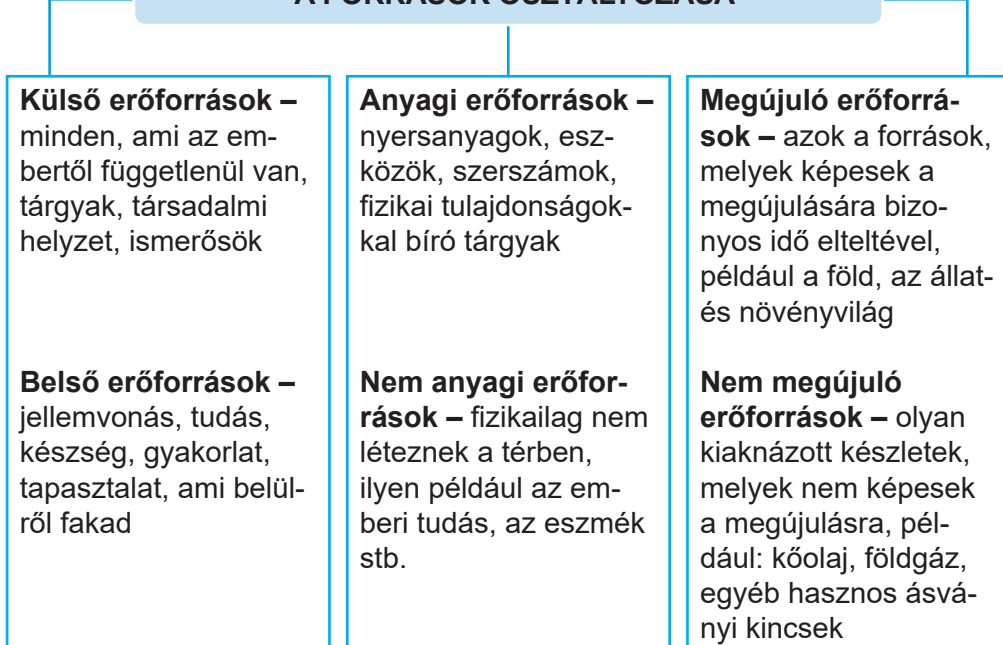 A FORRÁSOK OSZTÁLYOZÁSA
Külső erőforrások –
minden, ami az em-
bertől függetlenül van,
tárgyak, társadalmi
helyzet, ismerősök
Belső erőforrások –
jellemvonás, tudás,
készség, gyakorlat,
tapasztalat, ami belül-
ről fakad
Anyagi erőforrások –
nyersanyagok, esz-
közök, szerszámok,
fizikai tulajdonságok-
kal bíró tárgyak
Nem anyagi erőfor-
rások – fizikailag nem
léteznek a térben,
ilyen például az em-
beri tudás, az eszmék
stb.
Megújuló erőforrá-
sok – azok a források,
melyek képesek a
megújulására bizo-
nyos idő elteltével,
például a föld, az állat-
és növényvilág
Nem megújuló
erőforrások – olyan
kiaknázott készletek,
melyek nem képesek
a megújulásra, pél-
dául: kőolaj, földgáz,
egyéb hasznos ásvá-
nyi kincsek